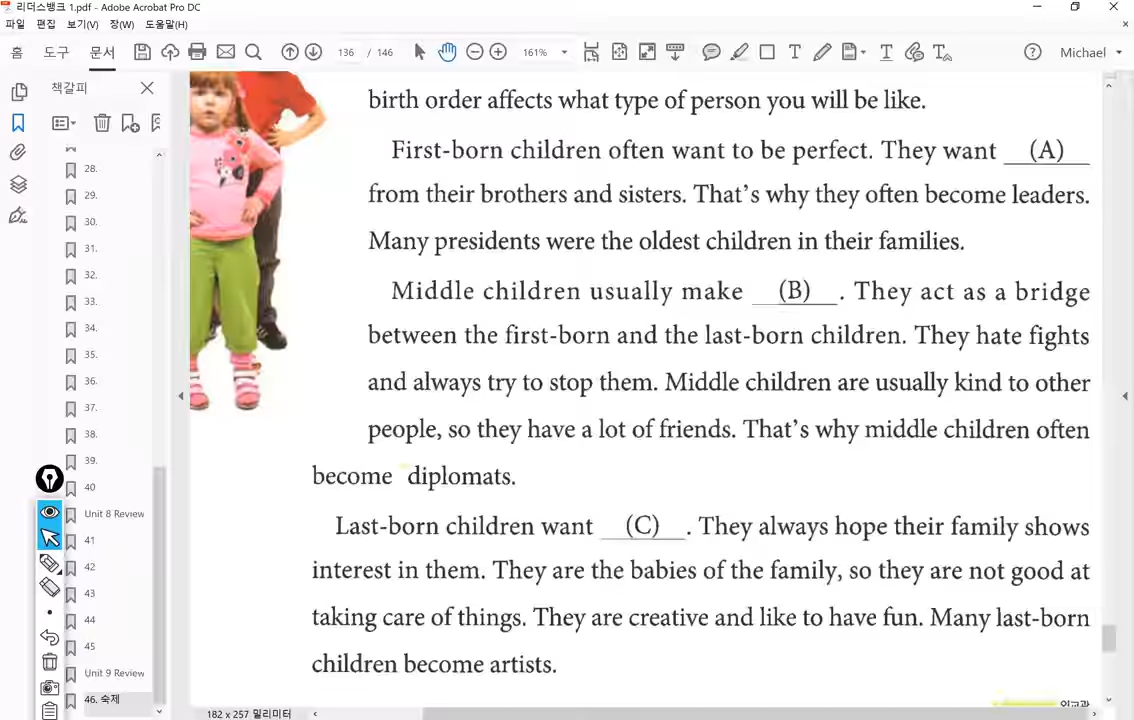 리더스뱅크 1.pdf - Adobe Acrobat Pro DC
파일 편집 보기(V) 창(W) 도움말(H)
홈 도구 문서 136 / 146 161% Michael
책갈피
28.
29.
30.
31.
32.
33.
34.
35.
36.
37.
38.
39.
40
Unit 8 Review
41
42
43
44
45
Unit 9 Review
46. 숙제
birth order affects what type of person you will be like.
First-born children often want to be perfect. They want (A)
from their brothers and sisters. That's why they often become leaders.
Many presidents were the oldest children in their families.
Middle children usually make (B) . They act as a bridge
between the first-born and the last-born children. They hate fights
and always try to stop them. Middle children are usually kind to other
people, so they have a lot of friends. That's why middle children often
become diplomats.
Last-born children want (C) . They always hope their family shows
interest in them. They are the babies of the family, so they are not good at
taking care of things. They are creative and like to have fun. Many last-born
children become artists.
182 x 257 밀리미터